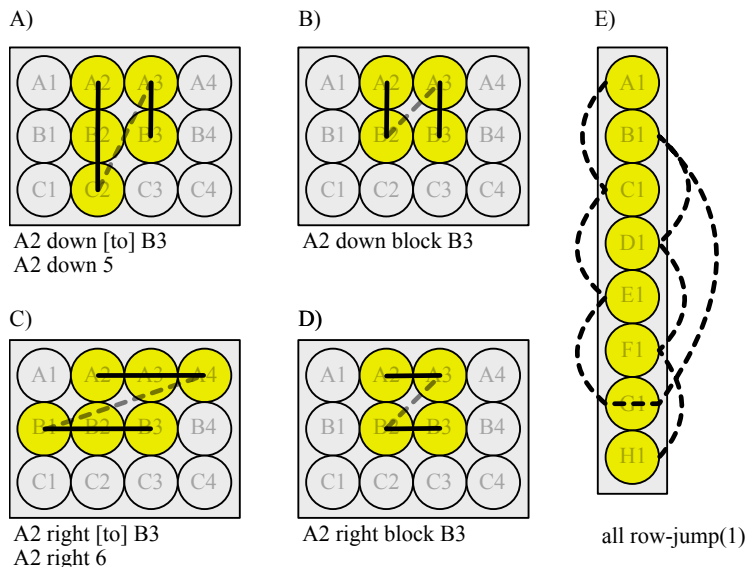 A)
A1 A2 A3 A4
B1 B2 B3 B4
C1 C2 C3 C4
A2 down [to] B3
A2 down 5
B)
A1 A2 A3 A4
B1 B2 B3 B4
C1 C2 C3 C4
A2 down block B3
C)
A1 A2 A3 A4
B1 B2 B3 B4
C1 C2 C3 C4
A2 right [to] B3
A2 right 6
D)
A1 A2 A3 A4
B1 B2 B3 B4
C1 C2 C3 C4
A2 right block B3
E)
A1
B1
C1
D1
E1
F1
G1
H1
all row-jump(1)